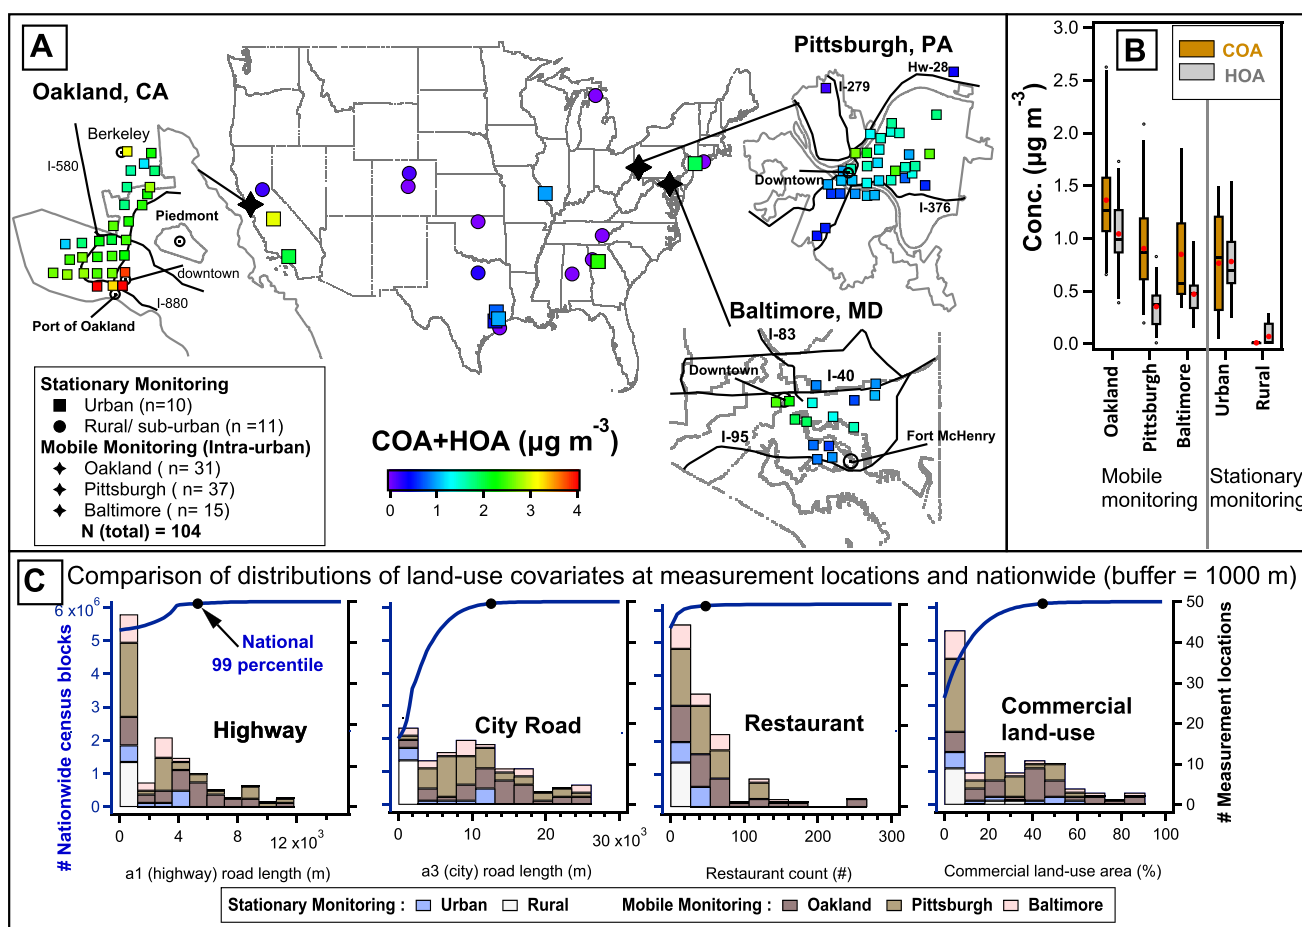 A
Pittsburgh, PA
Hw-28
I-279
Oakland, CA
Berkeley
I-580
Piedmont
downtown
I-880
Port of Oakland
Downtown
I-376
Baltimore, MD
I-83
Downtown
I-40
I-95
Fort McHenry
Stationary Monitoring
Urban (n=10)
Rural/ sub-urban (n =11)
Mobile Monitoring (Intra-urban)
Oakland ( n= 31)
Pittsburgh ( n= 37)
Baltimore ( n= 15)
N (total) = 104
COA+HOA (µg m⁻³)
0 1 2 3 4
B
COA
HOA
Conc. (µg m⁻³)
3.0
2.5
2.0
1.5
1.0
0.5
0.0
Oakland
Pittsburgh
Baltimore
Urban
Rural
Mobile monitoring
Stationary monitoring
C
Comparison of distributions of land-use covariates at measurement locations and nationwide (buffer = 1000 m)
# Nationwide census blocks
6 x10⁶
5
4
3
2
1
0
National
99 percentile
Highway
0 4 8 12 x10³
a1 (highway) road length (m)
City Road
0 10 20 30 x10³
a3 (city) road length (m)
Restaurant
0 100 200 300
Restaurant count (#)
Commercial
land-use
0 20 40 60 80 100
Commercial land-use area (%)
50
40
30
20
10
0
# Measurement locations
Stationary Monitoring : Urban Rural Mobile Monitoring : Oakland Pittsburgh Baltimore